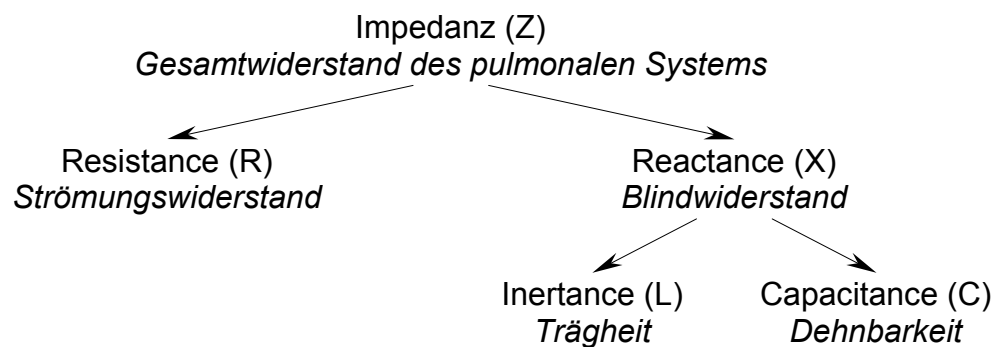 Impedanz (Z)
Gesamtwiderstand des pulmonalen Systems
Resistance (R)
Strömungswiderstand
Reactance (X)
Blindwiderstand
Inertance (L)
Trägheit
Capacitance (C)
Dehnbarkeit